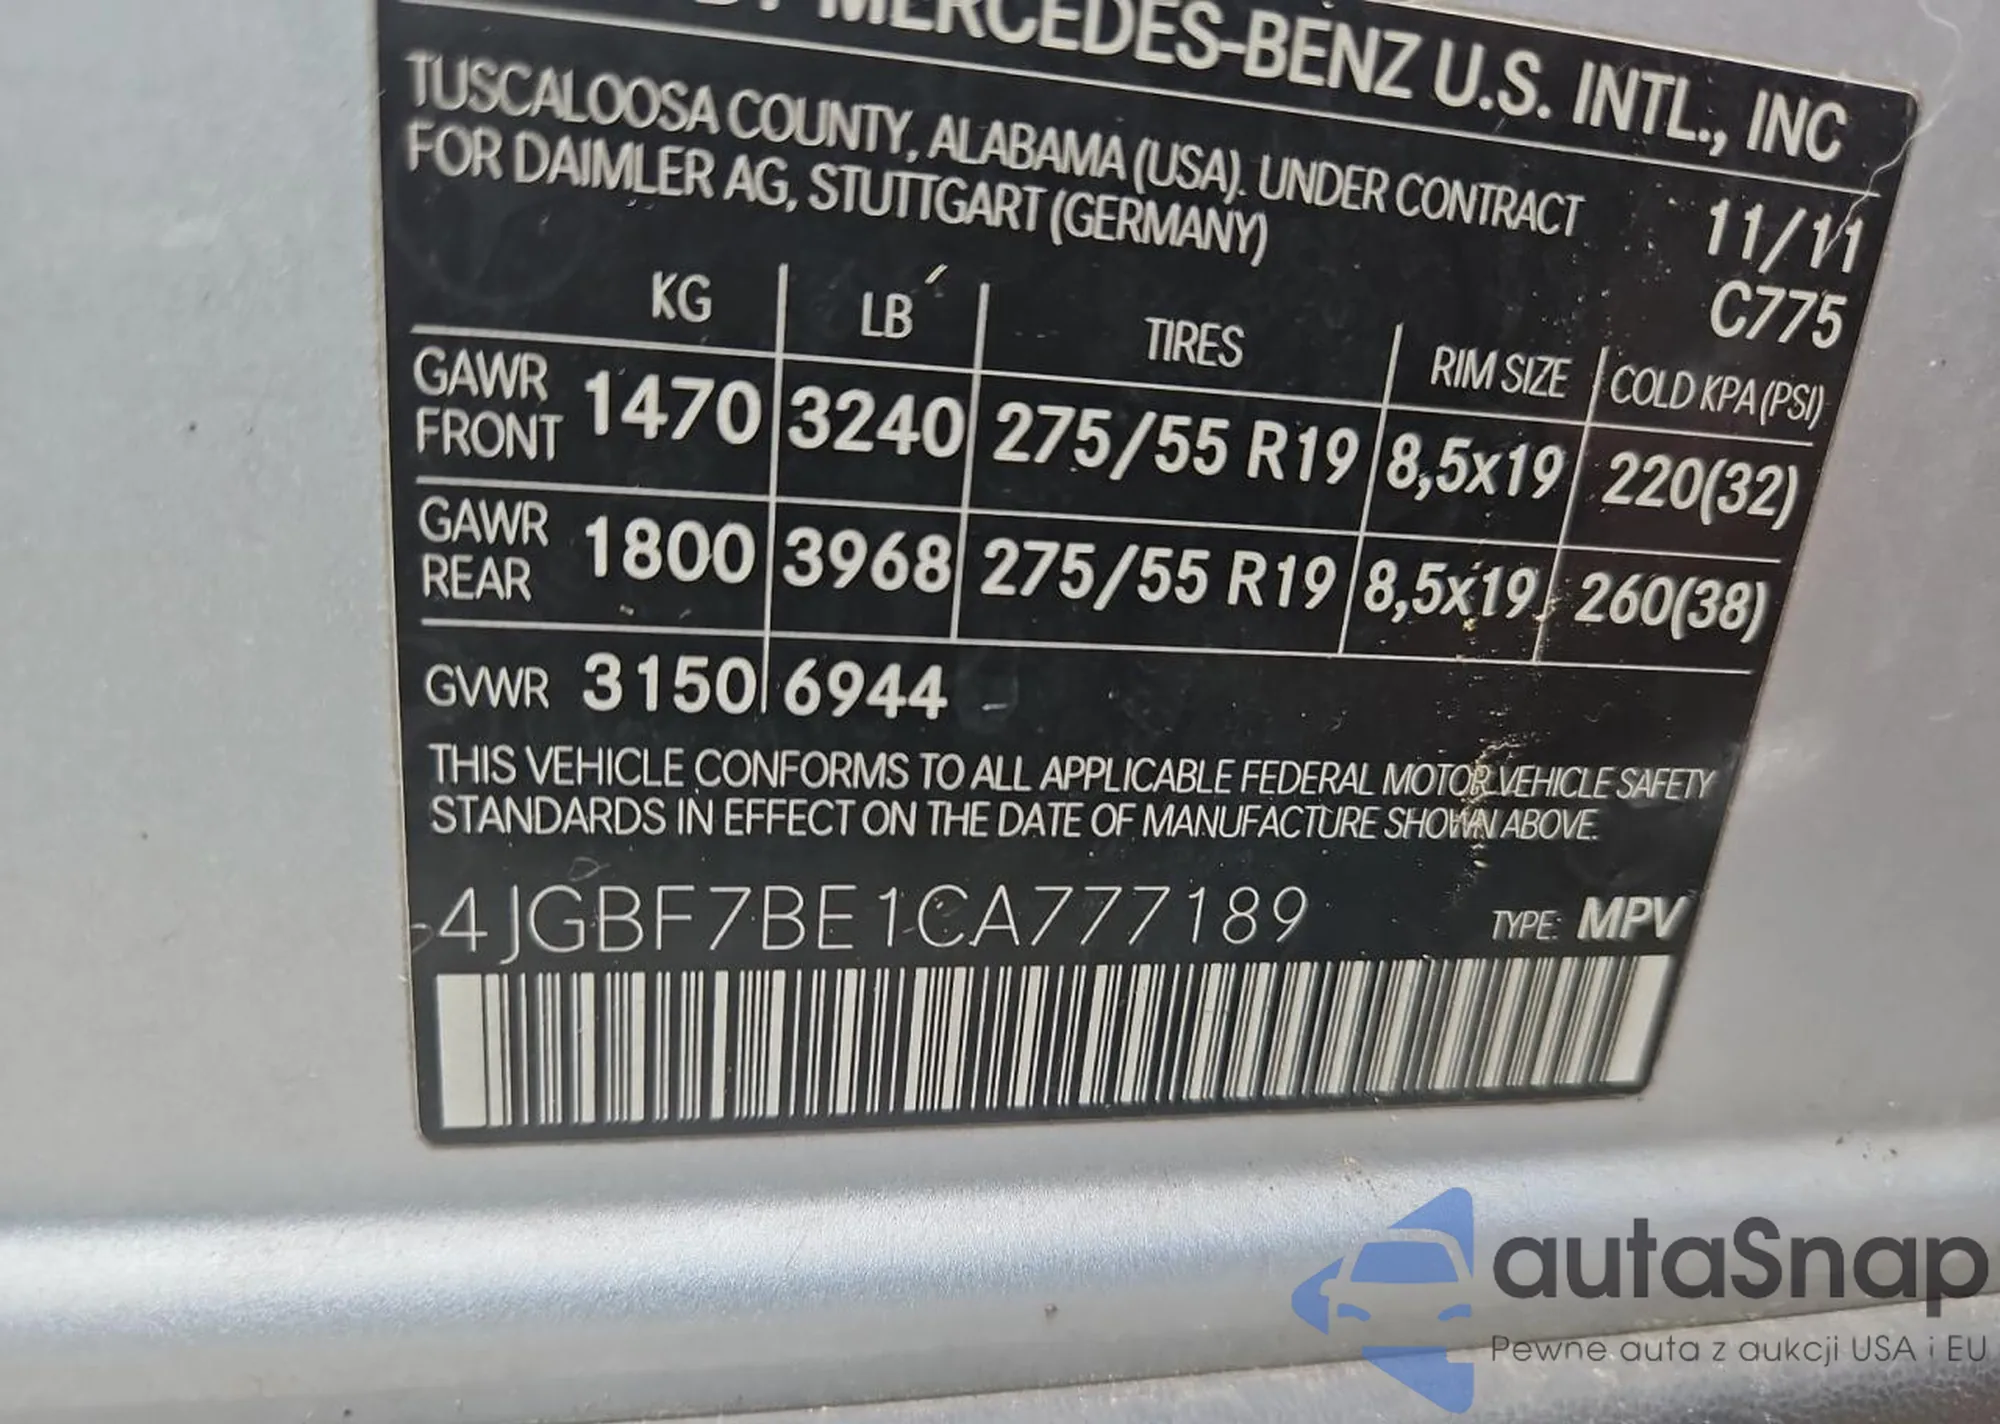 BY MERCEDES-BENZ U.S. INTL., INC
TUSCALOOSA COUNTY, ALABAMA (USA). UNDER CONTRACT
FOR DAIMLER AG, STUTTGART (GERMANY)
11/11
C775
KG LB TIRES RIM SIZE COLD KPA (PSI)
GAWR FRONT 1470 3240 275/55 R19 8,5x19 220(32)
GAWR REAR 1800 3968 275/55 R19 8,5x19 260(38)
GVWR 3150 6944
THIS VEHICLE CONFORMS TO ALL APPLICABLE FEDERAL MOTOR VEHICLE SAFETY
STANDARDS IN EFFECT ON THE DATE OF MANUFACTURE SHOWN ABOVE.
4JGBF7BE1CA777189 TYPE: MPV
autaSnap
Pewne auta z aukcji USA i EU